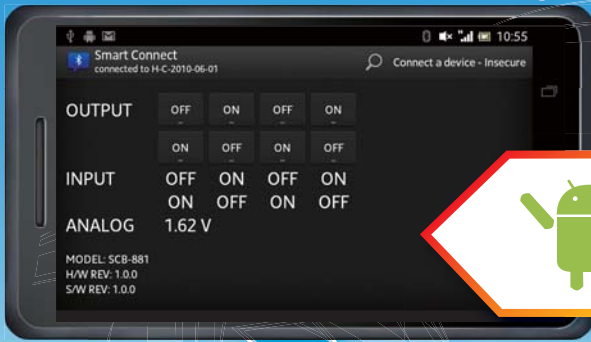 10:55
Smart Connect
connected to H-C-2010-06-01
Connect a device - Insecure
OUTPUT OFF ON OFF ON
ON OFF ON OFF
INPUT OFF ON OFF ON
ON OFF ON OFF
ANALOG 1.62 V
MODEL: SCB-881
H/W REV: 1.0.0
S/W REV: 1.0.0